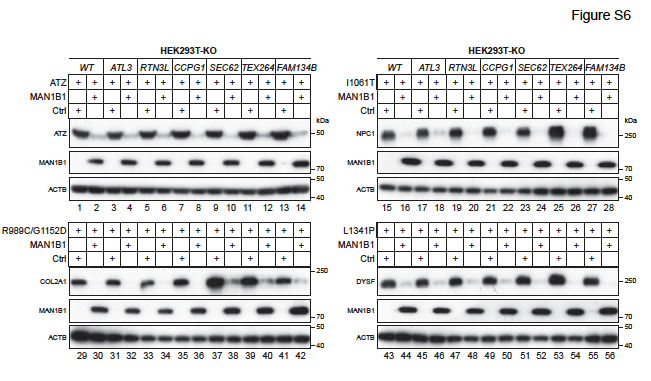 Figure S6
HEK293T-KO
WT ATL3 RTN3L CCPG1 SEC62 TEX264 FAM134B
ATZ + + + + + + + + + + + + + +
MAN1B1 + + + + + + +
Ctrl + + + + + + +
kDa
ATZ 50
MAN1B1 70
ACTB 50
40
1 2 3 4 5 6 7 8 9 10 11 12 13 14
HEK293T-KO
WT ATL3 RTN3L CCPG1 SEC62 TEX264 FAM134B
I1061T + + + + + + + + + + + + + +
MAN1B1 + + + + + + +
Ctrl + + + + + + +
kDa
NPC1 250
MAN1B1 70
ACTB 50
40
15 16 17 18 19 20 21 22 23 24 25 26 27 28
R989C/G1152D + + + + + + + + + + + + + +
MAN1B1 + + + + + + +
Ctrl + + + + + + +
COL2A1 250
MAN1B1 70
ACTB 50
40
29 30 31 32 33 34 35 36 37 38 39 40 41 42
L1341P + + + + + + + + + + + + + +
MAN1B1 + + + + + + +
Ctrl + + + + + + +
DYSF 250
MAN1B1 70
ACTB 50
40
43 44 45 46 47 48 49 50 51 52 53 54 55 56